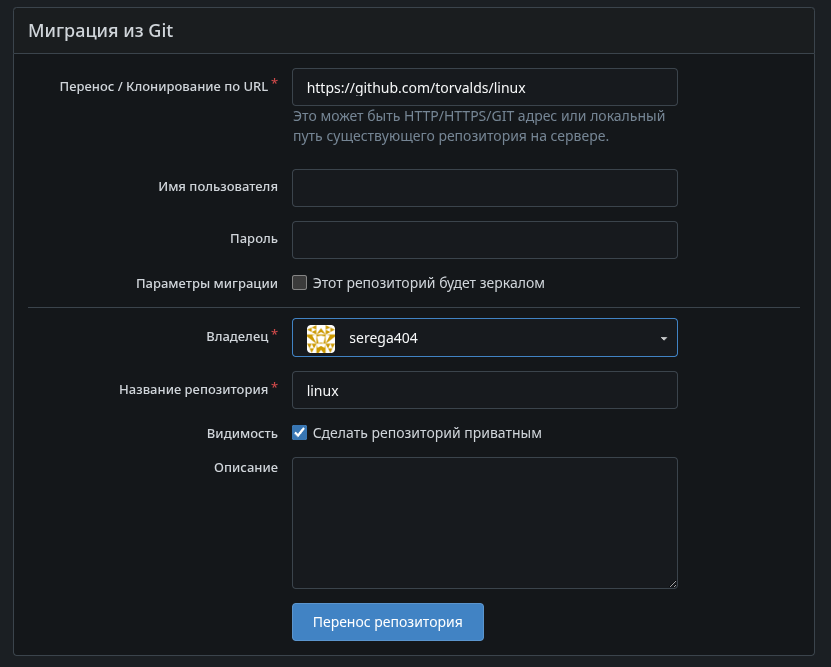 Миграция из Git
Перенос / Клонирование по URL *
https://github.com/torvalds/linux
Это может быть HTTP/HTTPS/GIT адрес или локальный
путь существующего репозитория на сервере.
Имя пользователя
Пароль
Параметры миграции
Этот репозиторий будет зеркалом
Владелец *
serega404
Название репозитория *
linux
Видимость
Сделать репозиторий приватным
Описание
Перенос репозитория